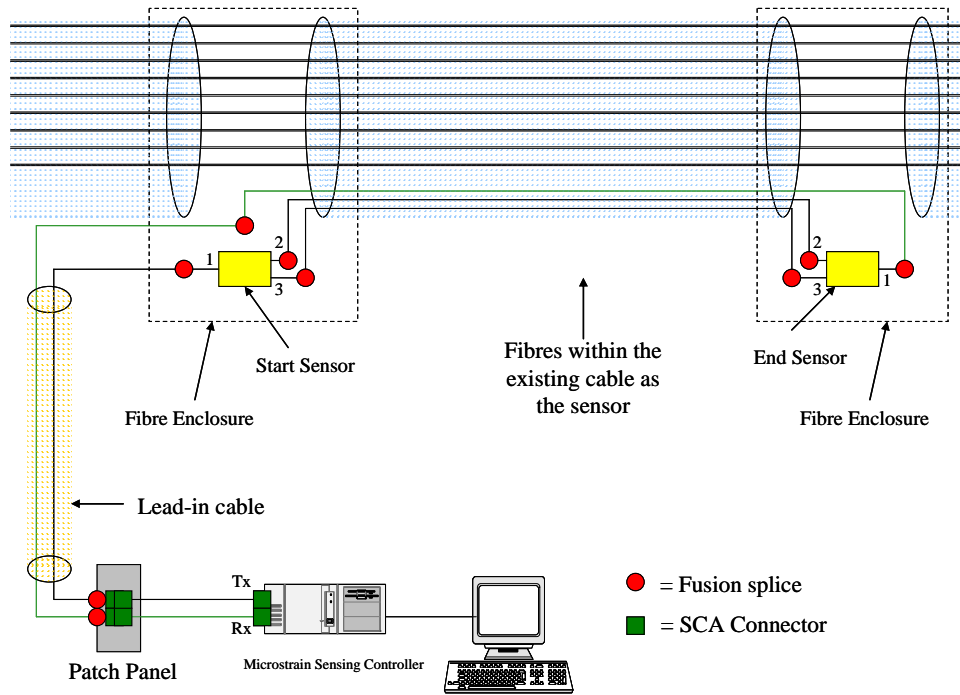 2
1
3
2
1
3
Start Sensor
Fibre Enclosure
Fibres within the
existing cable as
the sensor
End Sensor
Fibre Enclosure
Lead-in cable
Tx
Rx
Patch Panel
Microstrain Sensing Controller
= Fusion splice
= SCA Connector